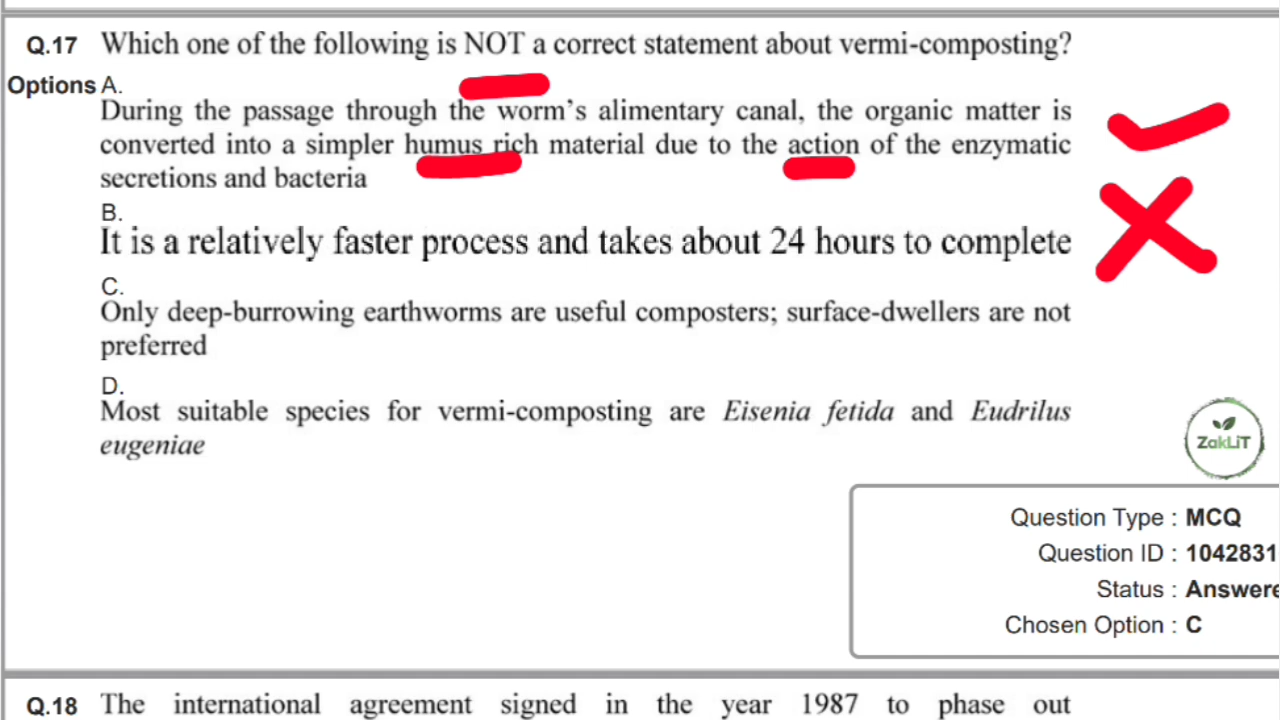 Q.17 Which one of the following is NOT a correct statement about vermi-composting?
Options A.
During the passage through the worm's alimentary canal, the organic matter is
converted into a simpler humus rich material due to the action of the enzymatic
secretions and bacteria
B.
It is a relatively faster process and takes about 24 hours to complete
C.
Only deep-burrowing earthworms are useful composters; surface-dwellers are not
preferred
D.
Most suitable species for vermi-composting are Eisenia fetida and Eudrilus
eugeniae
ZakLiT
Question Type : MCQ
Question ID : 1042831
Status : Answere
Chosen Option : C
Q.18 The international agreement signed in the year 1987 to phase out